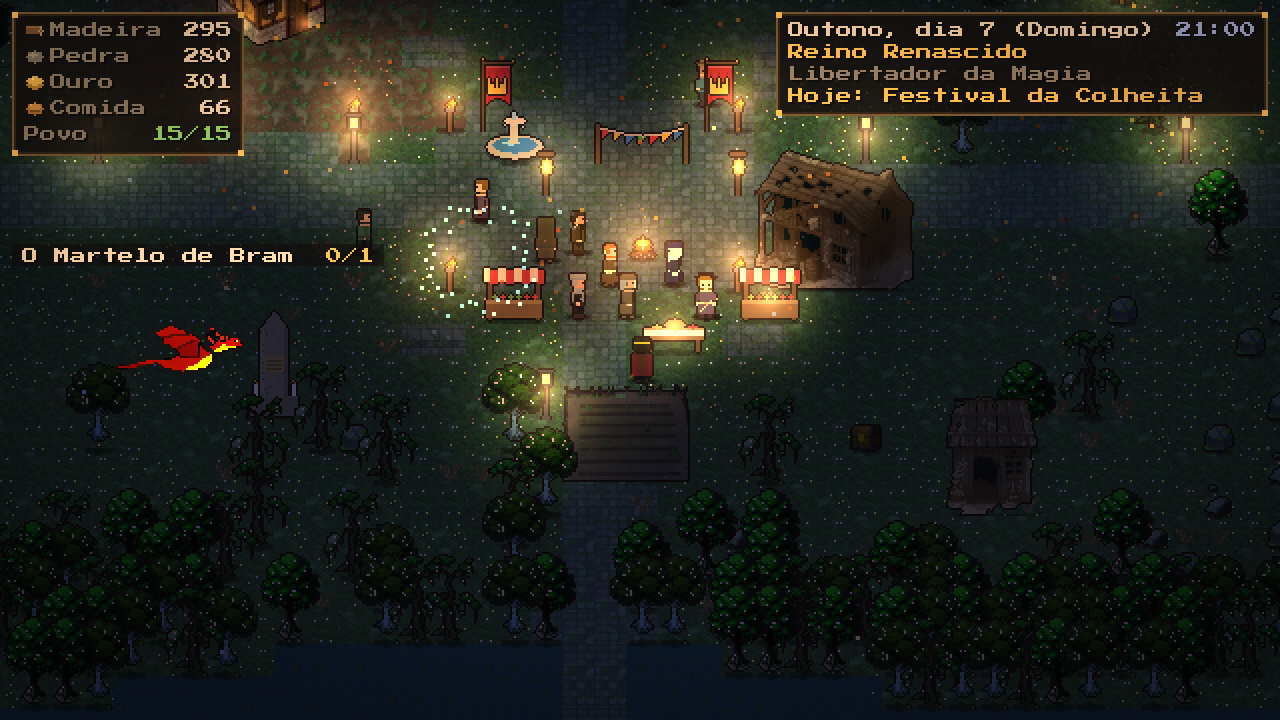 Madeira 295
Pedra 280
Ouro 301
Comida 66
Povo 15/15
Outono, dia 7 (Domingo) 21:00
Reino Renascido
Libertador da Magia
Hoje: Festival da Colheita
O Martelo de Bram 0/1